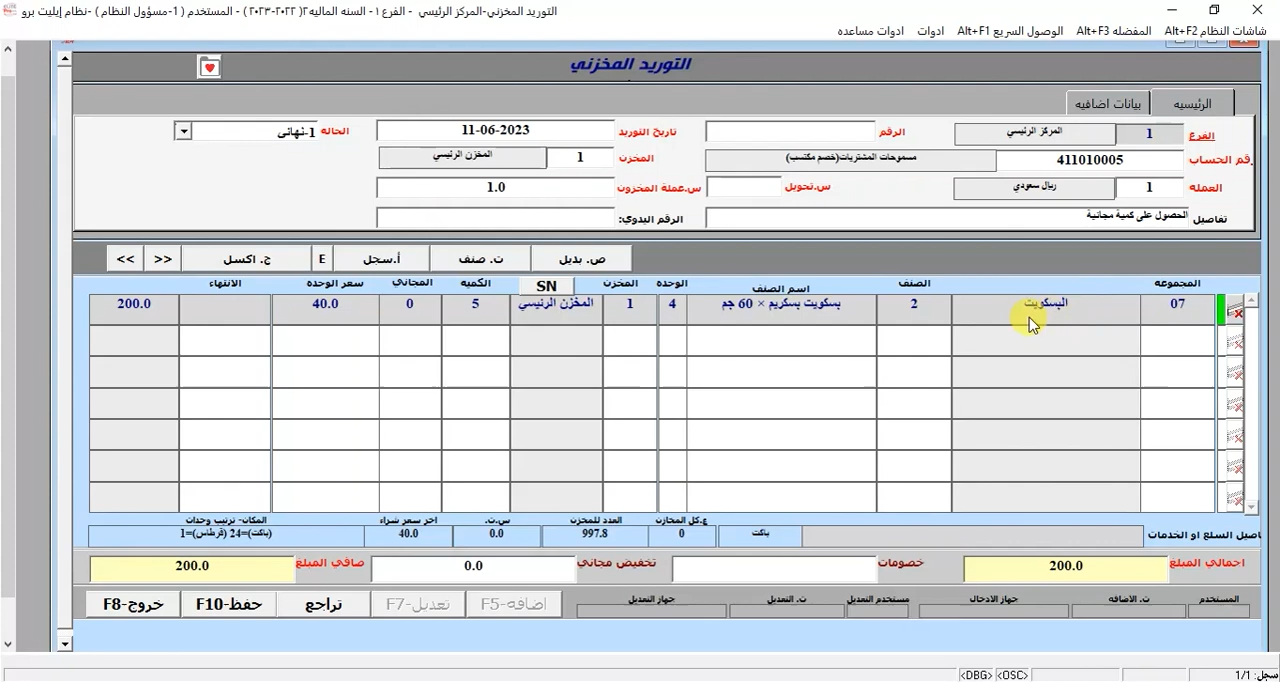 التوريد المخزني-المركز الرئيسي - الفرع ١ - السنه الماليه٢( ٢٠٢٢-٢٠٢٣ ) - المستخدم ( 1-مسؤول النظام ) -نظام إيليت برو
شاشات النظام Alt+F2 المفضله Alt+F3 الوصول السريع Alt+F1 ادوات ادوات مساعده
التوريد المخزني
الرئيسيه بيانات اضافيه
الفرع 1 المركز الرئيسي الرقم تاريخ التوريد 11-06-2023 الحاله 1-نهائى
رقم الحساب 411010005 مسموحات المشتريات(خصم مكتسب) المخزن 1 المخزن الرئيسي
العمله 1 ريال سعودي س.تحويل س.عملة المخزون 1.0
تفاصيل الحصول على كمية مجانية الرقم اليدوي:
ص. بديل ت. صنف أ.سجل E ج. اكسل >> <<
المجموعه الصنف اسم الصنف الوحده المخزن SN الكميه المجاني سعر الوحده الانتهاء
07 البسكويت 2 بسكويت بسكريم × 60 جم 4 1 المخزن الرئيسي 5 0 40.0 200.0
ع.كل المخازن العدد للمخزن س.ت. اخر سعر شراء المكان- ترتيب وحدات
تفاصيل السلع او الخدمات باكت 0 997.8 0.0 40.0 (باكت)=24 (قرطاس)=1
اجمالي المبلغ 200.0 خصومات تخفيض مجاني 0.0 صافي المبلغ 200.0
المستخدم ت. الاضافه جهاز الادخال مستخدم التعديل ت. التعديل جهاز التعديل
اضافه-F5 تعديل-F7 تراجع حفظ-F10 خروج-F8
سجل: 1/1 <OSC> <DBG>